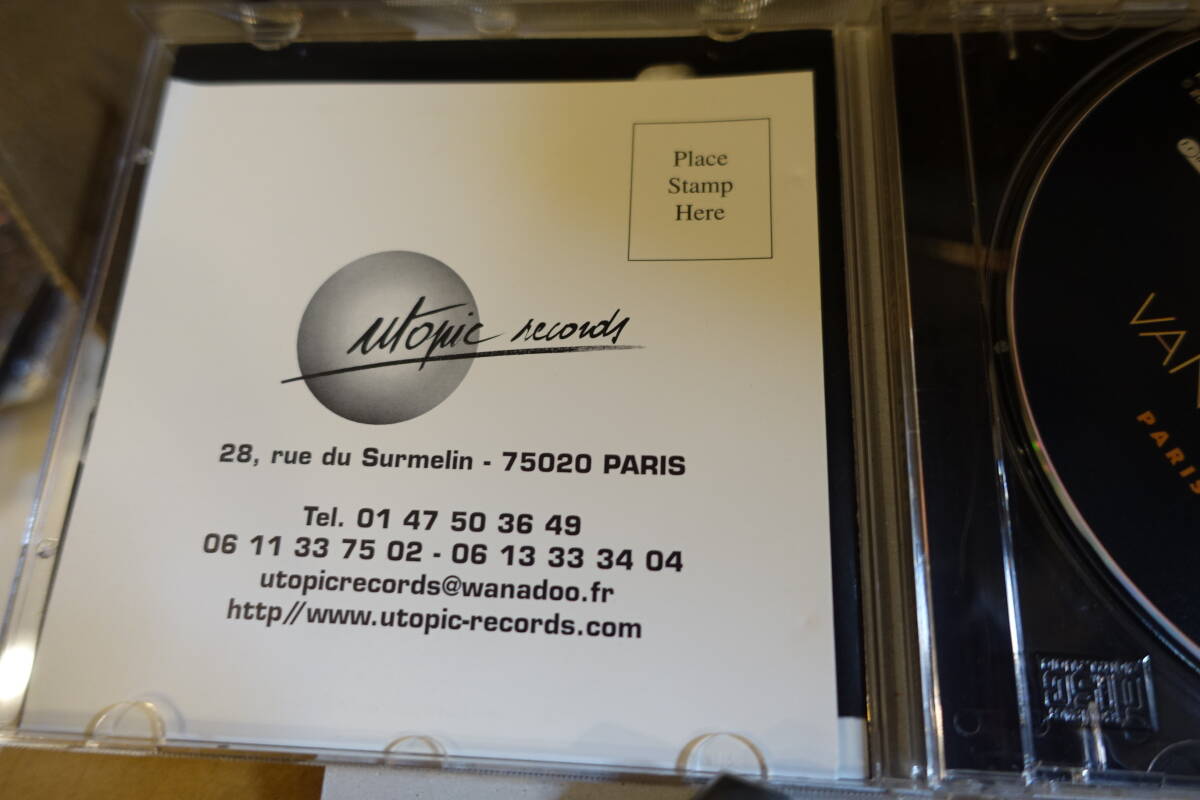 Place
Stamp
Here
utopic records
28, rue du Surmelin - 75020 PARIS
Tel. 01 47 50 36 49
06 11 33 75 02 - 06 13 33 34 04
utopicrecords@wanadoo.fr
http//www.utopic-records.com
PARIS